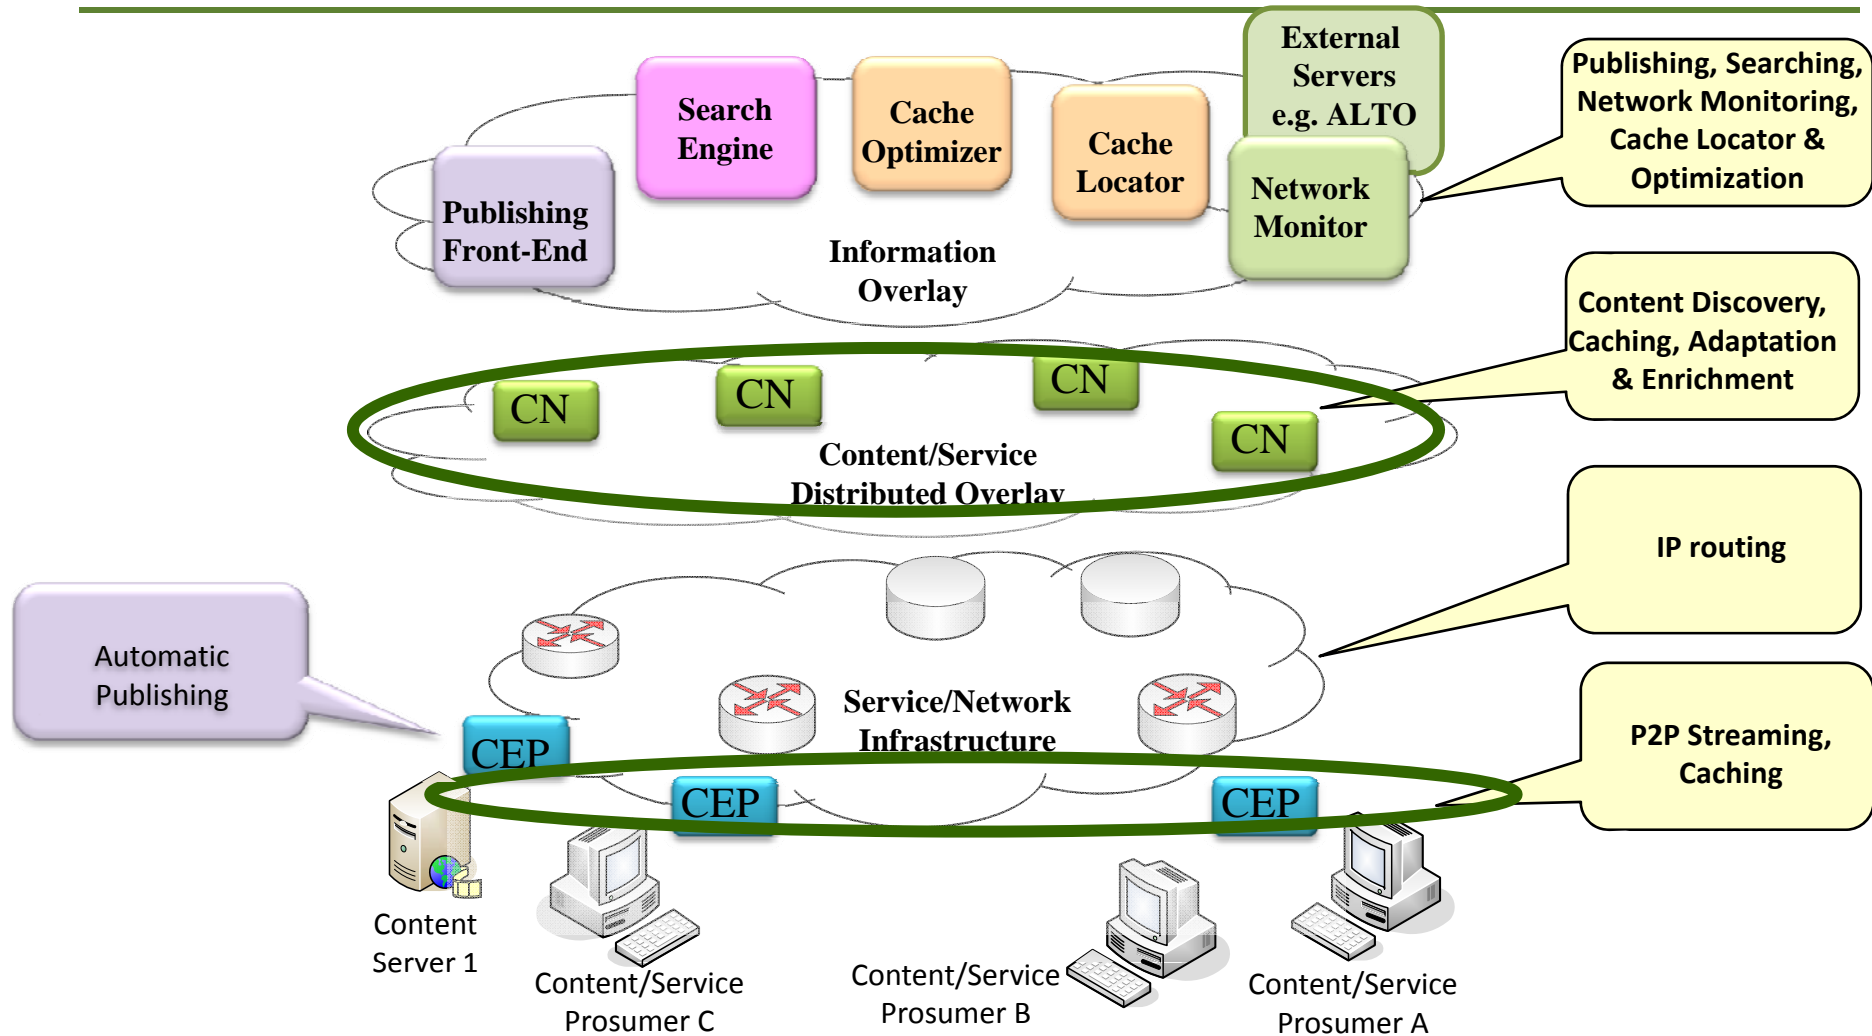 External
Servers
e.g. ALTO
Search
Engine
Cache
Optimizer
Cache
Locator
Network
Monitor
Publishing
Front-End
Information
Overlay
Publishing, Searching,
Network Monitoring,
Cache Locator &
Optimization
CN
CN
CN
CN
Content/Service
Distributed Overlay
Content Discovery,
Caching, Adaptation
& Enrichment
IP routing
Automatic
Publishing
Service/Network
Infrastructure
CEP
CEP
CEP
P2P Streaming,
Caching
Content
Server 1
Content/Service
Prosumer C
Content/Service
Prosumer B
Content/Service
Prosumer A